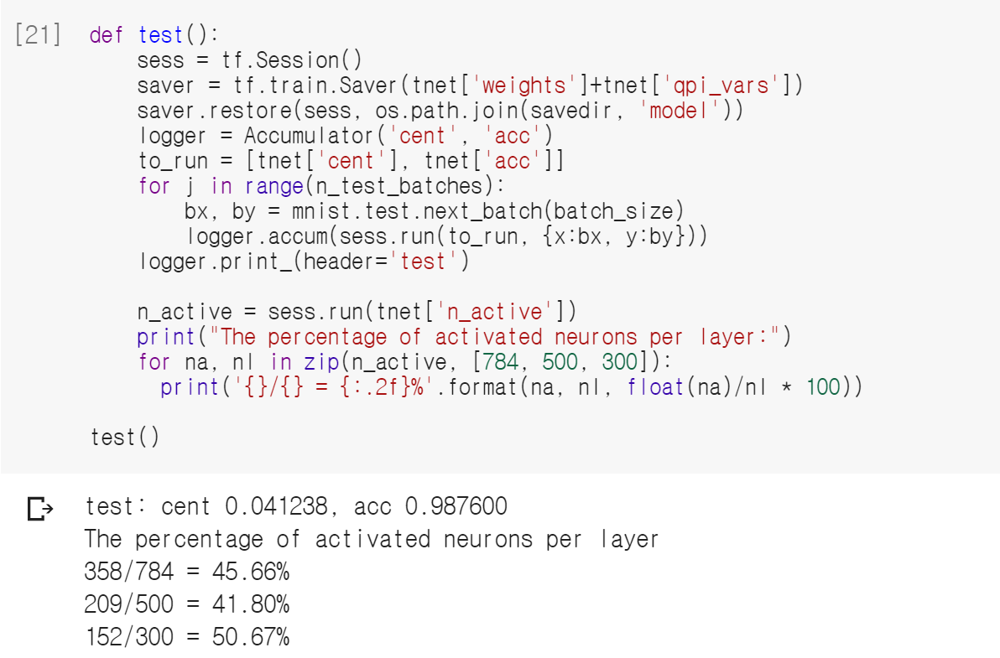 [21] def test():
    sess = tf.Session()
    saver = tf.train.Saver(tnet['weights']+tnet['qpi_vars'])
    saver.restore(sess, os.path.join(savedir, 'model'))
    logger = Accumulator('cent', 'acc')
    to_run = [tnet['cent'], tnet['acc']]
    for j in range(n_test_batches):
        bx, by = mnist.test.next_batch(batch_size)
        logger.accum(sess.run(to_run, {x:bx, y:by}))
    logger.print_(header='test')
    n_active = sess.run(tnet['n_active'])
    print("The percentage of activated neurons per layer:")
    for na, nl in zip(n_active, [784, 500, 300]):
      print('{}/{} = {:.2f}%'.format(na, nl, float(na)/nl * 100))
test()
test: cent 0.041238, acc 0.987600
The percentage of activated neurons per layer
358/784 = 45.66%
209/500 = 41.80%
152/300 = 50.67%